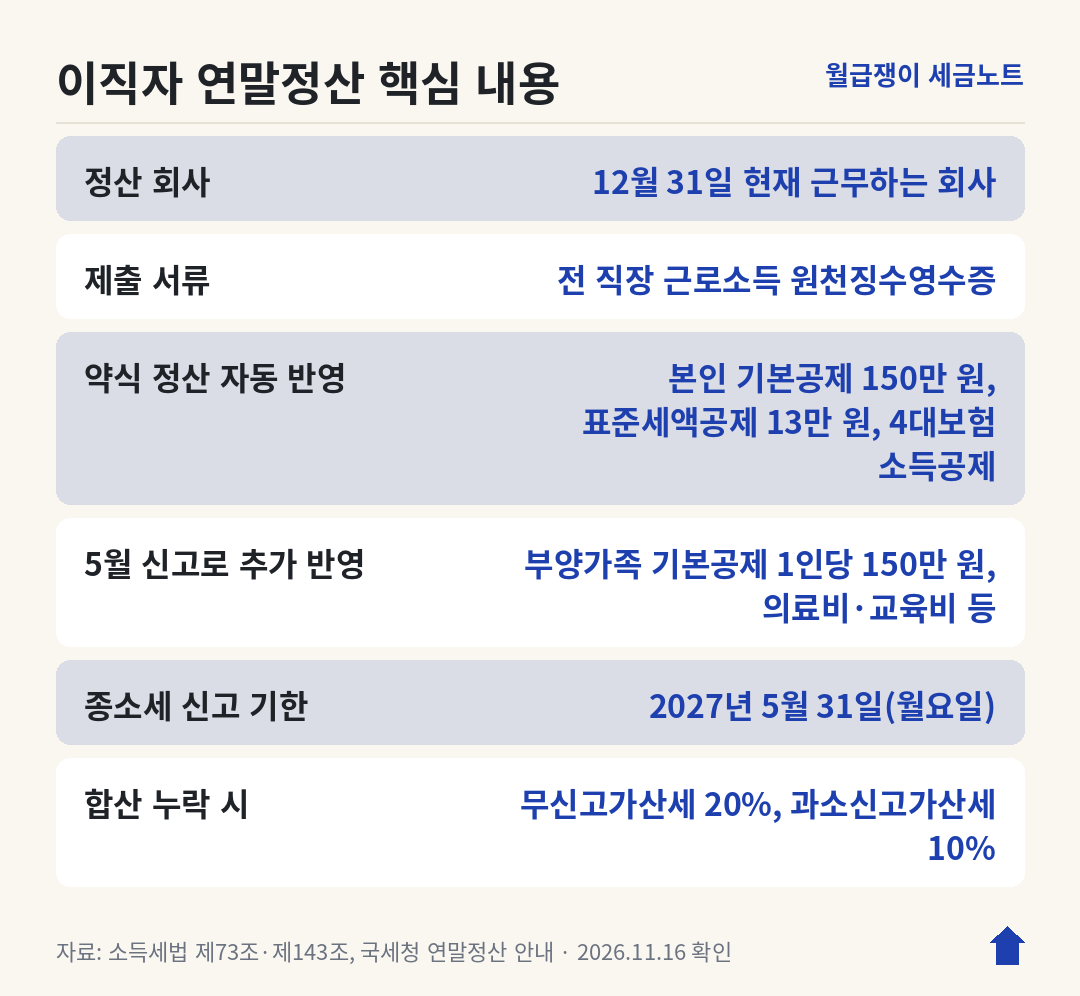 이직자 연말정산 핵심 내용
월급쟁이 세금노트
정산 회사
12월 31일 현재 근무하는 회사
제출 서류
전 직장 근로소득 원천징수영수증
약식 정산 자동 반영
본인 기본공제 150만 원,
표준세액공제 13만 원, 4대보험
소득공제
5월 신고로 추가 반영
부양가족 기본공제 1인당 150만 원,
의료비·교육비 등
종소세 신고 기한
2027년 5월 31일(월요일)
합산 누락 시
무신고가산세 20%, 과소신고가산세
10%
자료: 소득세법 제73조·제143조, 국세청 연말정산 안내 · 2026.11.16 확인